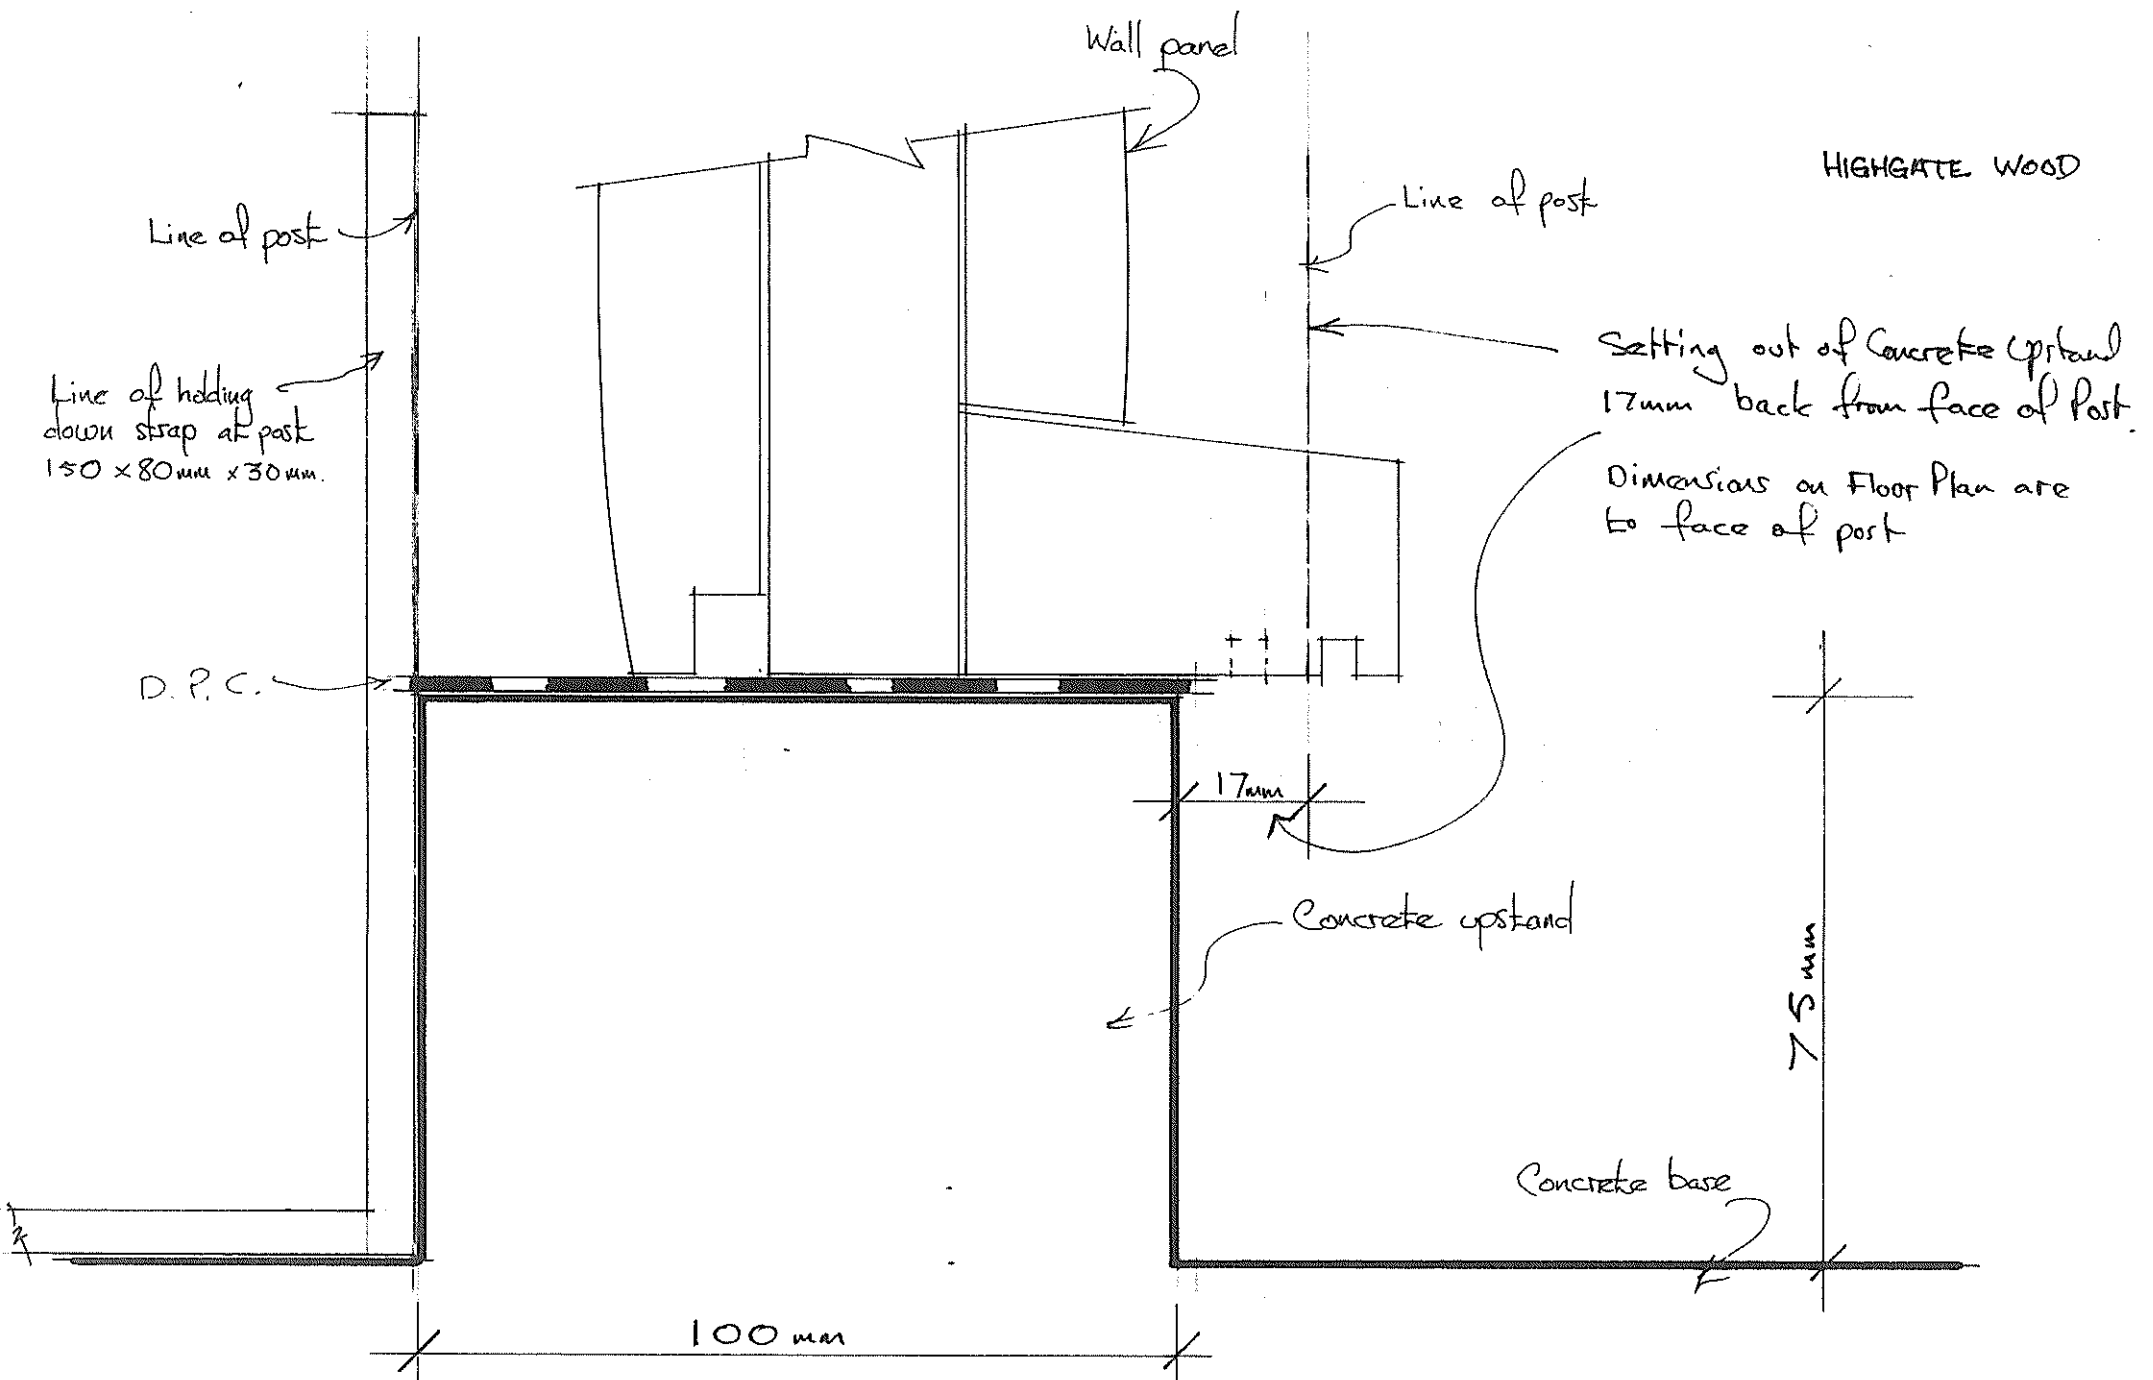 Wall panel
HIGHGATE WOOD
Line of post
Line of post
Setting out of Concrete Upstand
17mm back from face of Post.
Dimensions on Floor Plan are
to face of post
Line of holding
down strap at post
150 x 80mm x 30mm.
D.P.C.
17mm
Concrete upstand
75mm
Concrete base
100mm